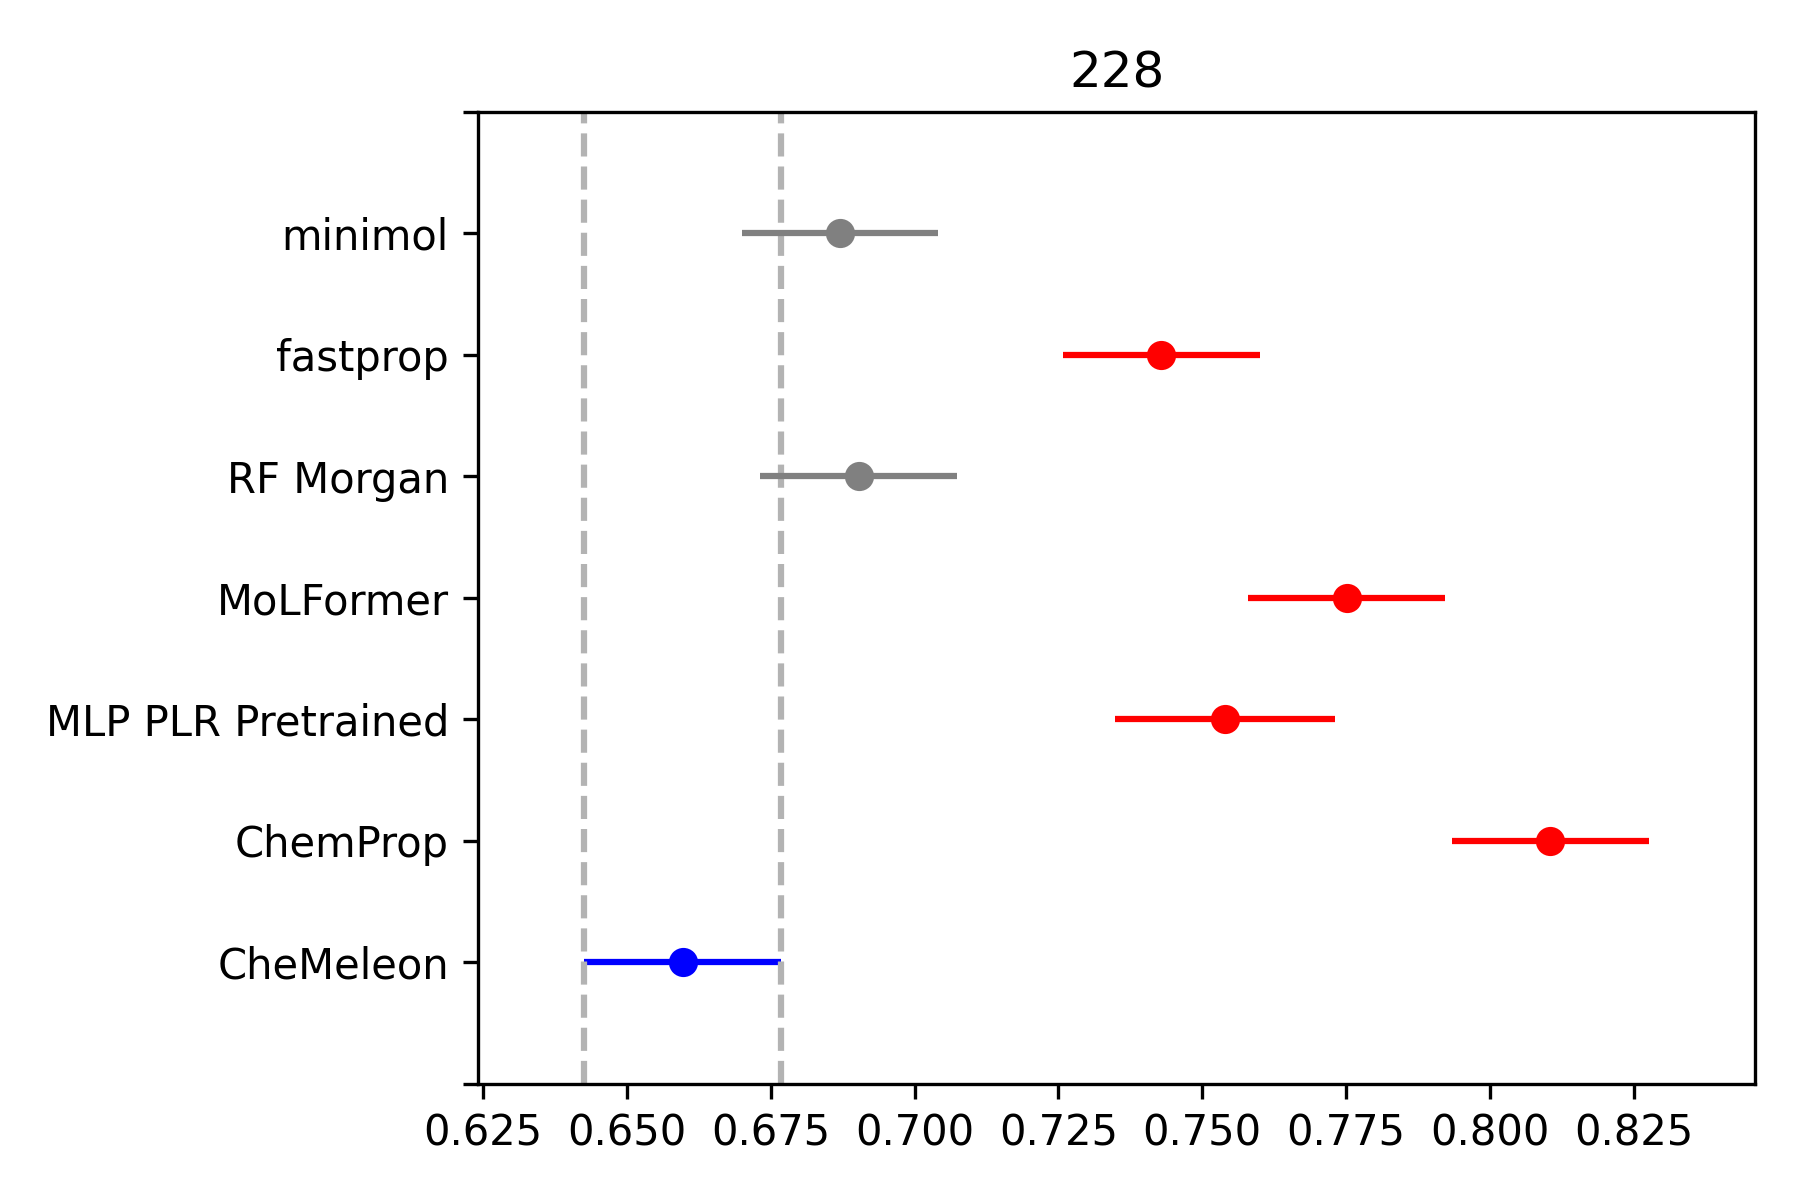 228
minimol
fastprop
RF Morgan
MoLFormer
MLP PLR Pretrained
ChemProp
CheMeleon
0.625 0.650 0.675 0.700 0.725 0.750 0.775 0.800 0.825